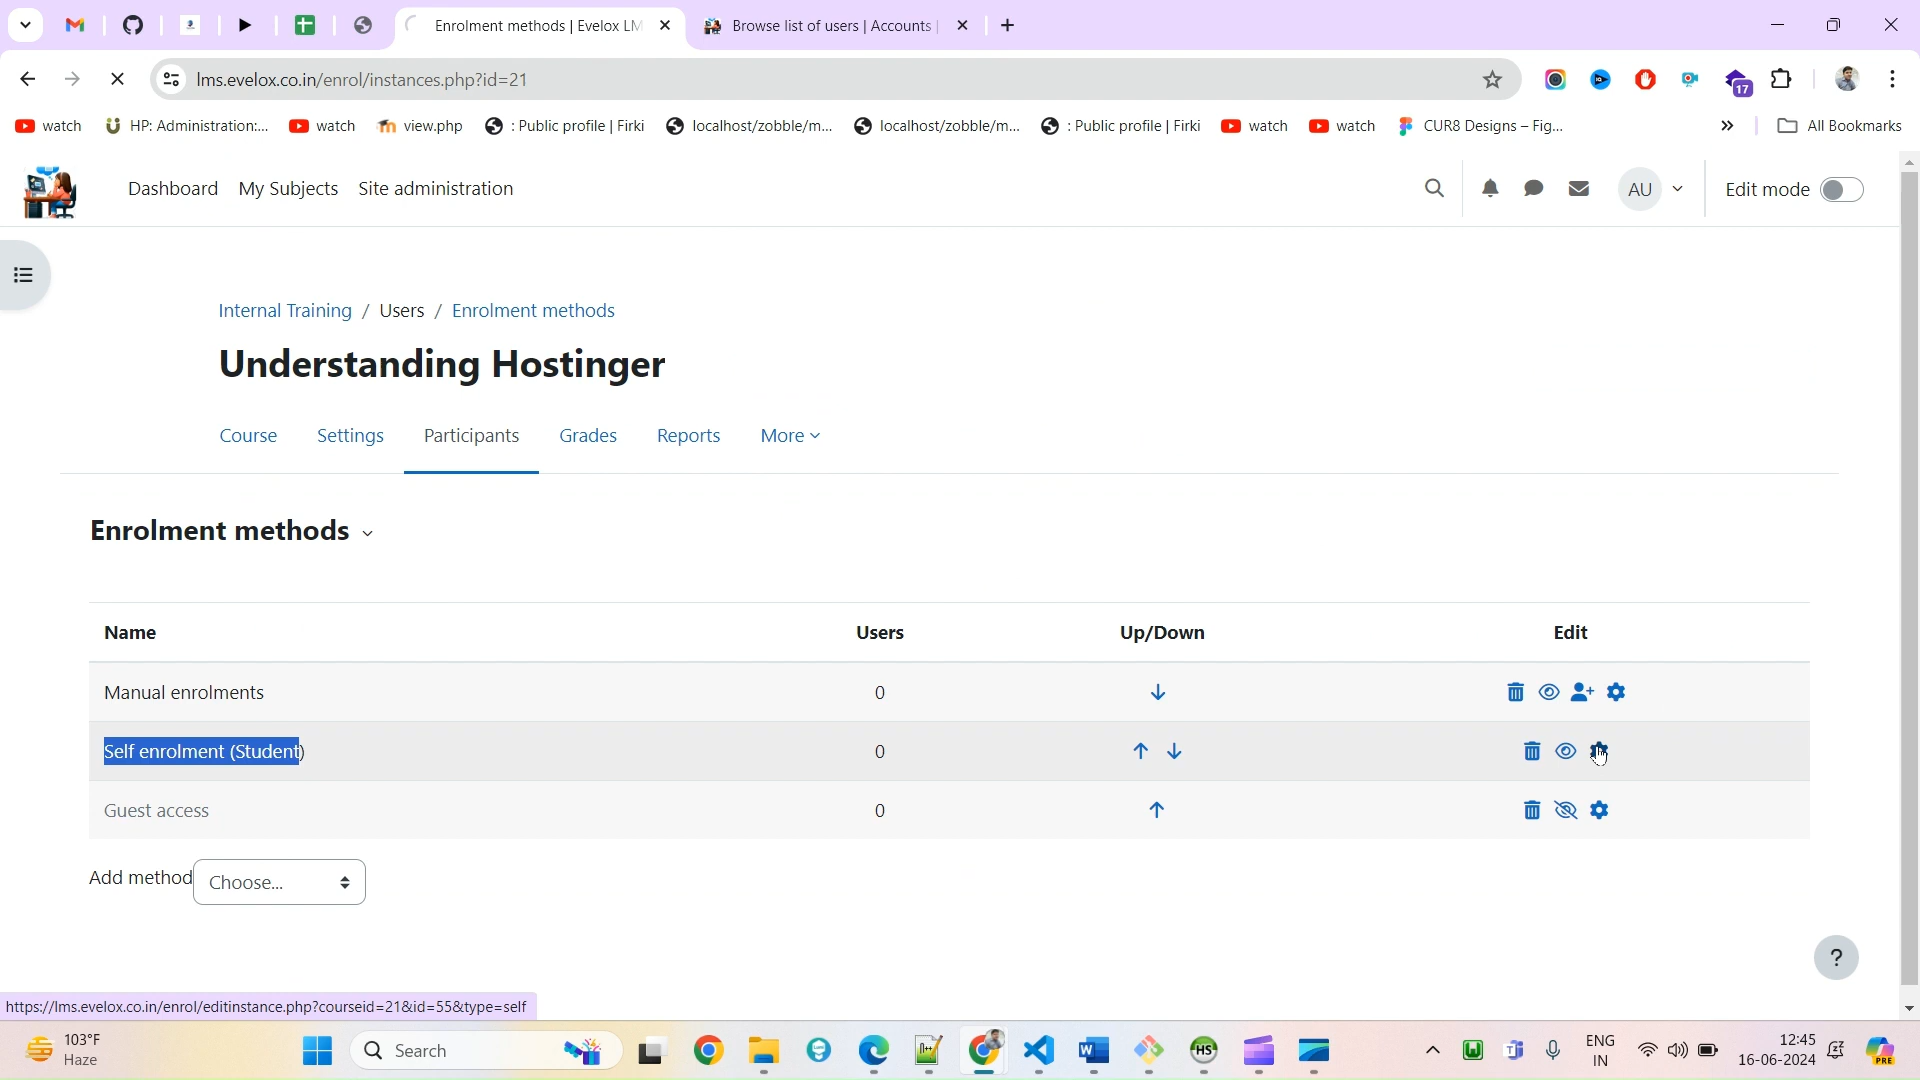 Enrolment methods | Evelox LM
Browse list of users | Accounts |
lms.evelox.co.in/enrol/instances.php?id=21
17
watch
HP: Administration:...
watch
view.php
: Public profile | Firki
localhost/zobble/m...
localhost/zobble/m...
: Public profile | Firki
watch
watch
CUR8 Designs – Fig...
All Bookmarks
Dashboard
My Subjects
Site administration
AU
Edit mode
Internal Training / Users / Enrolment methods
Understanding Hostinger
Course
Settings
Participants
Grades
Reports
More
Enrolment methods
Name Users Up/Down Edit
Manual enrolments 0
Self enrolment (Student) 0
Guest access 0
Add method Choose...
?
https://lms.evelox.co.in/enrol/editinstance.php?courseid=21&id=55&type=self
103°F
Haze
Search
HS
ENG
IN
12:45
16-06-2024
PRE